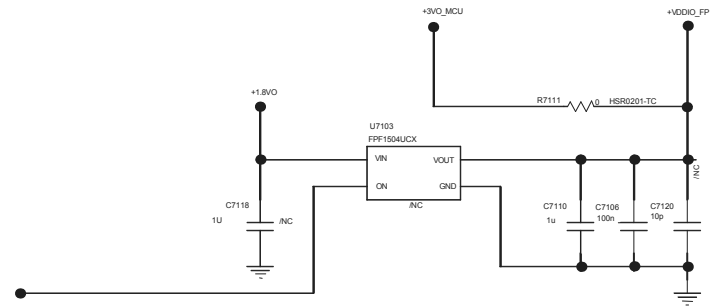 +3VO_MCU
+VDDIO_FP
R7111 0 HSR0201-TC
+1.8VO
U7103
FPF1504UCX
VIN VOUT
ON GND
/NC
/NC
C7118
1U /NC
C7110 C7106 C7120
1u 100n 10p